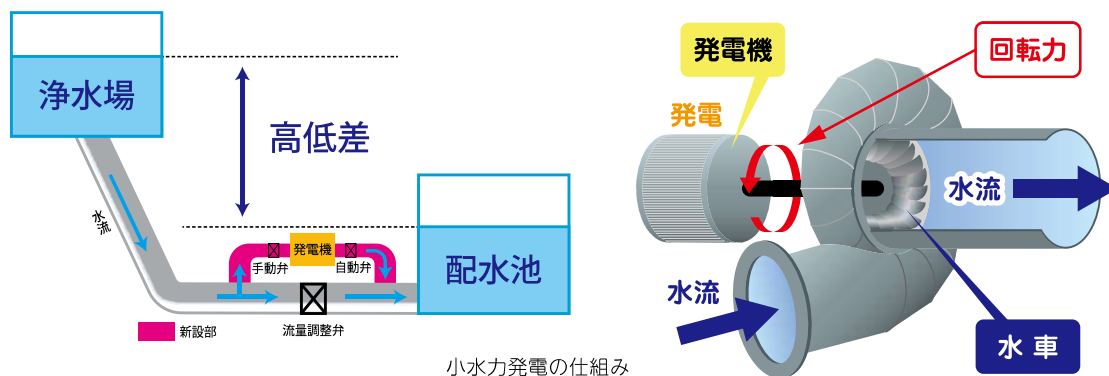 浄水場
高低差
水流
発電機
手動弁
自動弁
配水池
新設部
流量調整弁
発電機
回転力
発電
水流
水流
水車
小水力発電の仕組み